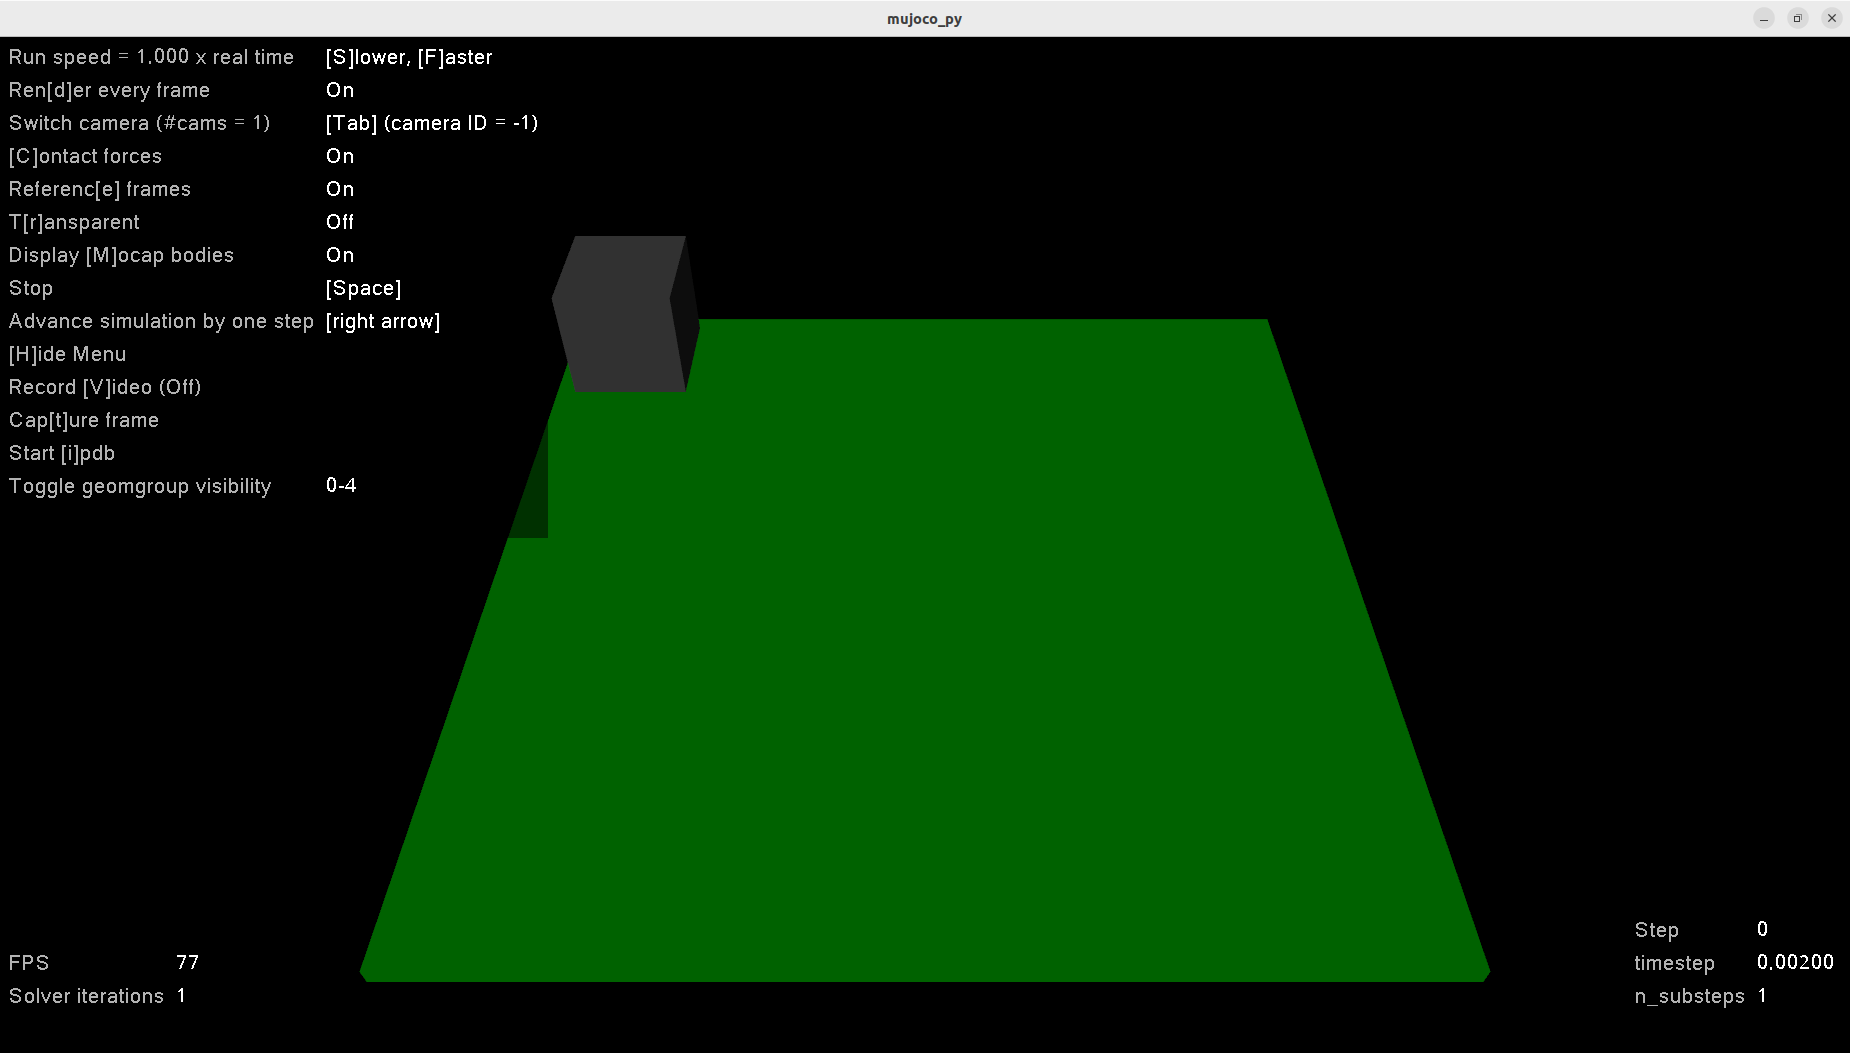 mujoco_py
Run speed = 1.000 x real time [S]lower, [F]aster
Ren[d]er every frame On
Switch camera (#cams = 1) [Tab] (camera ID = -1)
[C]ontact forces On
Referenc[e] frames On
T[r]ansparent Off
Display [M]ocap bodies On
Stop [Space]
Advance simulation by one step [right arrow]
[H]ide Menu
Record [V]ideo (Off)
Cap[t]ure frame
Start [i]pdb
Toggle geomgroup visibility 0-4
FPS 77
Solver iterations 1
Step 0
timestep 0.00200
n_substeps 1